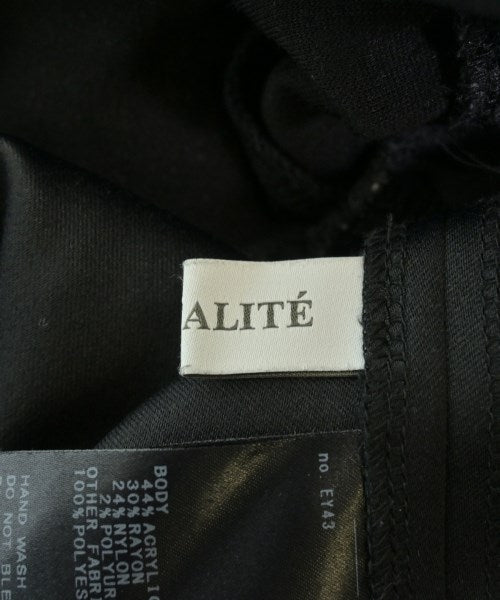 ALITÉ
no. EY43
BODY
44% ACRYLI
30% RAYON
24% NYLON
2% POLYUR
OTHER FABRI
100% POLYES
HAND WASH
DO NOT BLE